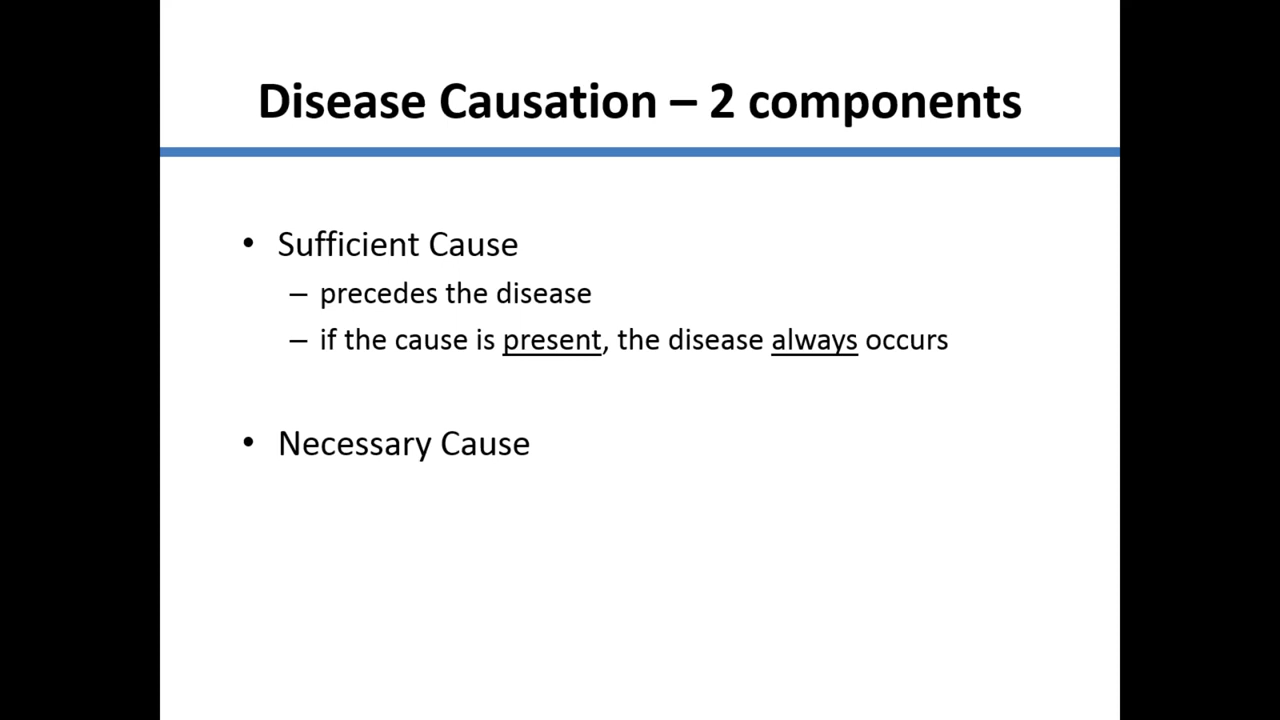 Disease Causation – 2 components
• Sufficient Cause
– precedes the disease
– if the cause is present, the disease always occurs
• Necessary Cause